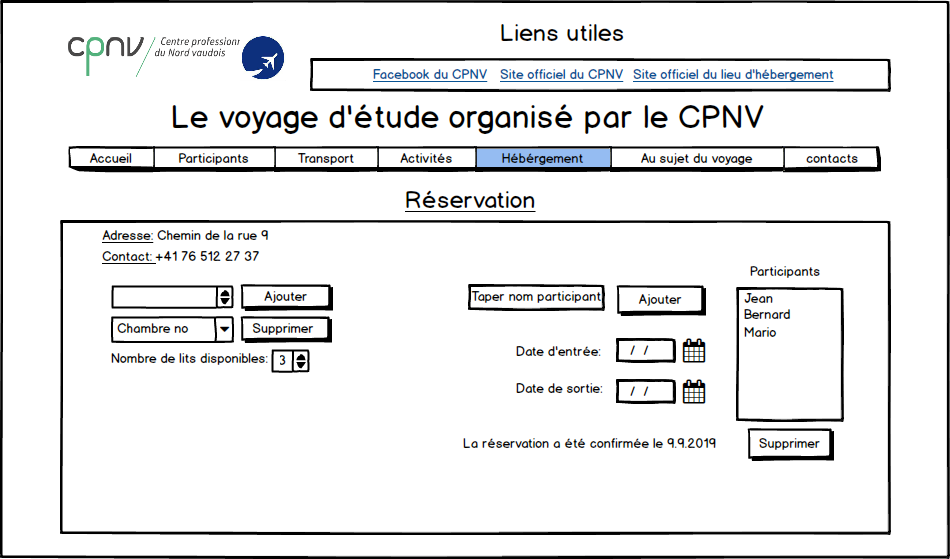 cpnv
Centre profession
du Nord vaudois
Liens utiles
Facebook du CPNV Site officiel du CPNV Site officiel du lieu d'hébergement
Le voyage d'étude organisé par le CPNV
Accueil Participants Transport Activités Hébérgement Au sujet du voyage contacts
Réservation
Adresse: Chemin de la rue 9
Contact: +41 76 512 27 37
Participants
Ajouter
Taper nom participant
Ajouter
Jean
Bernard
Mario
Chambre no
Supprimer
Nombre de lits disponibles: 3
Date d'entrée: / /
Date de sortie: / /
La réservation a été confirmée le 9.9.2019
Supprimer